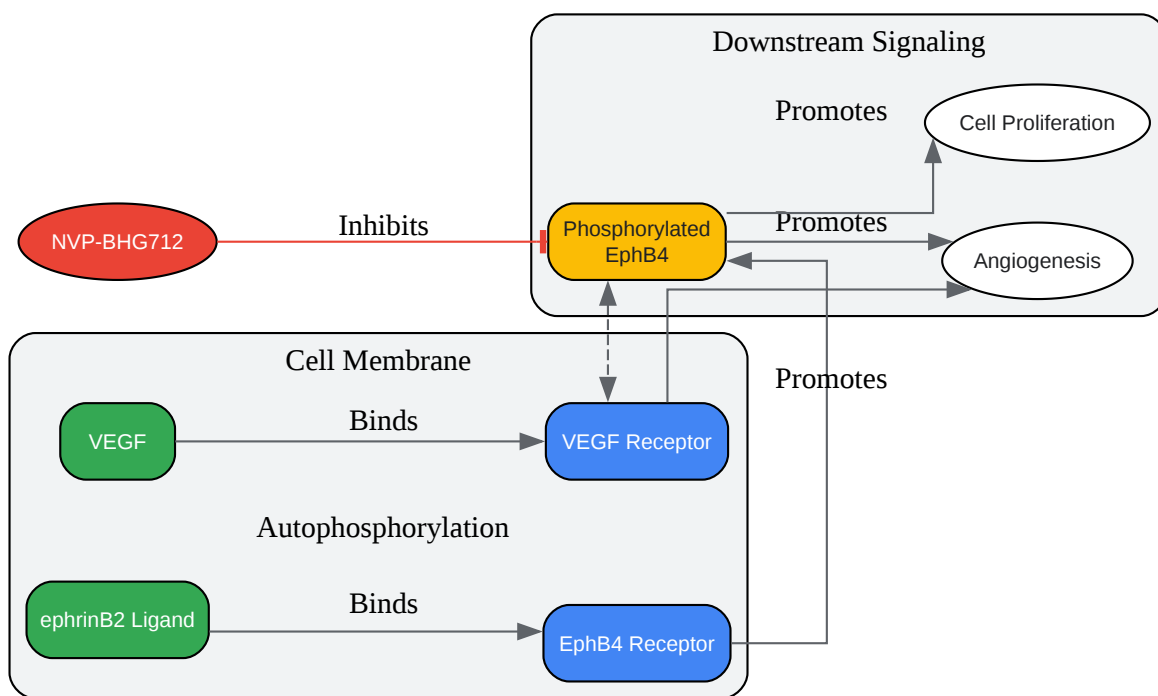 Downstream Signaling
Promotes
Cell Proliferation
NVP-BHG712
Inhibits
Phosphorylated
EphB4
Promotes
Angiogenesis
Cell Membrane
Promotes
VEGF
Binds
VEGF Receptor
Autophosphorylation
ephrinB2 Ligand
Binds
EphB4 Receptor